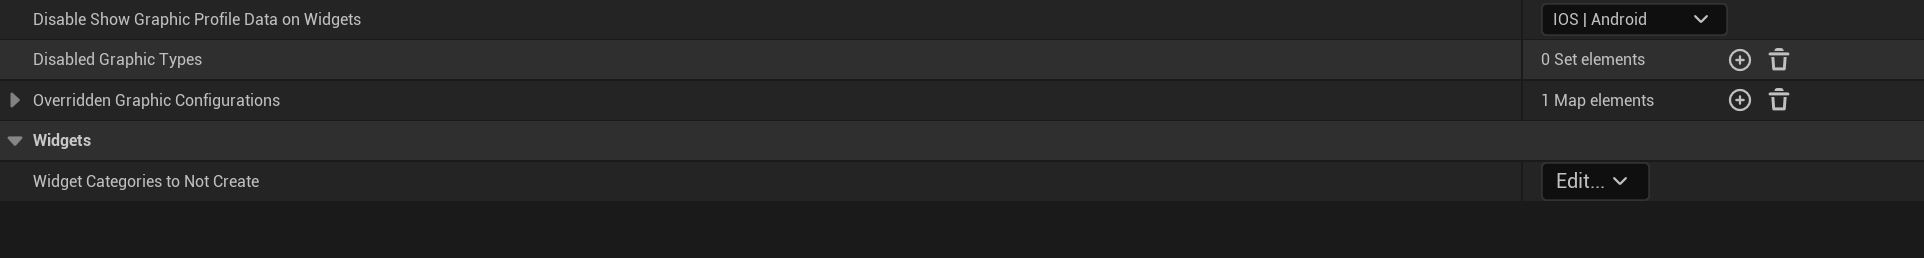 Disable Show Graphic Profile Data on Widgets IOS | Android
Disabled Graphic Types 0 Set elements
Overridden Graphic Configurations 1 Map elements
Widgets
Widget Categories to Not Create Edit...